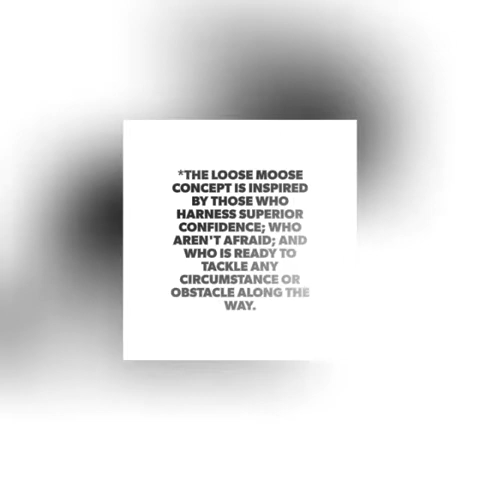 *THE LOOSE MOOSE
CONCEPT IS INSPIRED
BY THOSE WHO
HARNESS SUPERIOR
CONFIDENCE; WHO
AREN'T AFRAID; AND
WHO IS READY TO
TACKLE ANY
CIRCUMSTANCE OR
OBSTACLE ALONG THE
WAY.